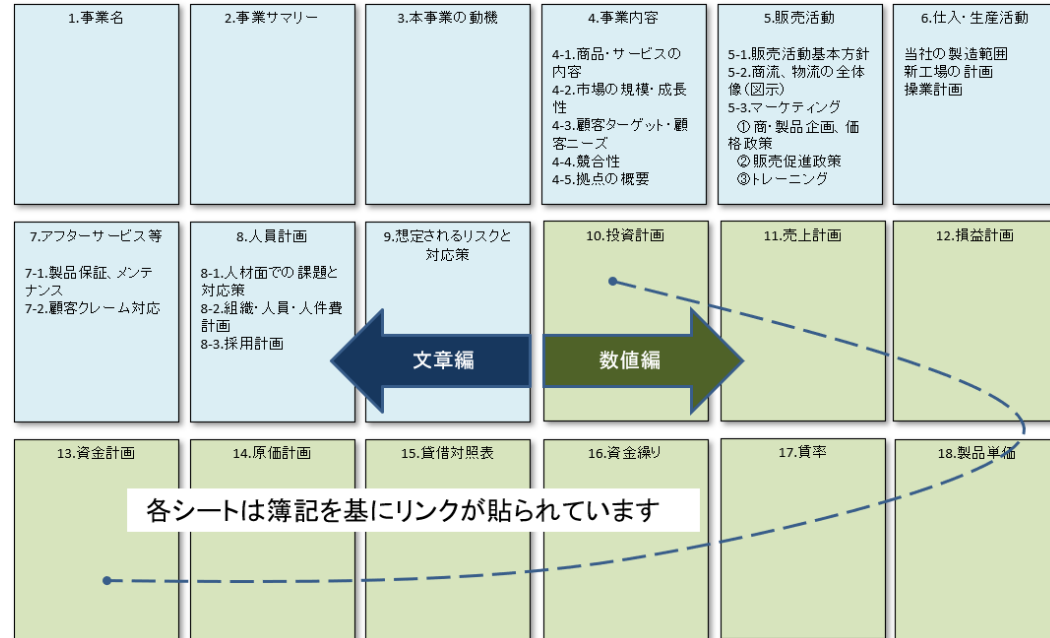 1.事業名
2.事業サマリー
3.本事業の動機
4.事業内容
4-1.商品・サービスの
内容
4-2.市場の規模・成長
性
4-3.顧客ターゲット・顧
客ニーズ
4-4.競合性
4-5.拠点の概要
5.販売活動
5-1.販売活動基本方針
5-2.商流、物流の全体
像(図示)
5-3.マーケティング
①商・製品企画、価
格政策
②販売促進政策
③トレーニング
6.仕入・生産活動
当社の製造範囲
新工場の計画
操業計画
7.アフターサービス等
7-1.製品保証、メンテ
ナンス
7-2.顧客クレーム対応
8.人員計画
8-1.人材面での課題と
対応策
8-2.組織・人員・人件費
計画
8-3.採用計画
9.想定されるリスクと
対応策
10.投資計画
11.売上計画
12.損益計画
文章編
数値編
13.資金計画
14.原価計画
15.貸借対照表
16.資金繰り
17.賃率
18.製品単価
各シートは簿記を基にリンクが貼られています